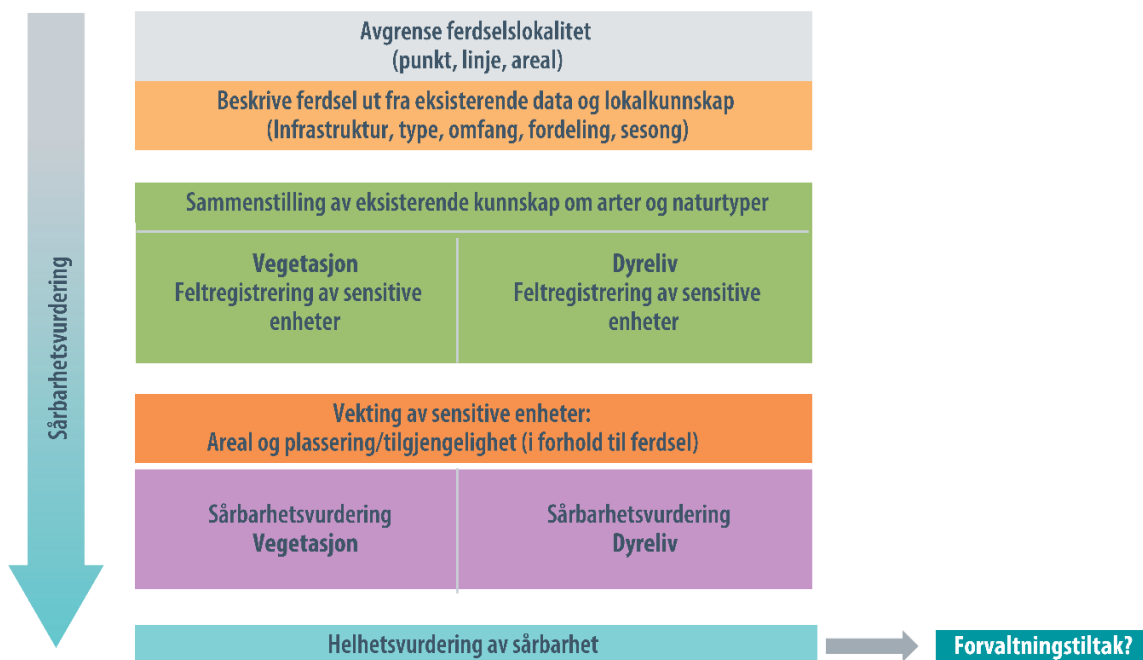 Avgrense ferdselslokalitet
(punkt, linje, areal)
Beskrive ferdsel ut fra eksisterende data og lokalkunnskap
(Infrastruktur, type, omfang, fordeling, sesong)
Sammenstilling av eksisterende kunnskap om arter og naturtyper
Vegetasjon
Feltregistrering av sensitive
enheter
Dyreliv
Feltregistrering av sensitive
enheter
Sårbarhetsvurdering
Vekting av sensitive enheter:
Areal og plassering/tilgjengelighet (i forhold til ferdsel)
Sårbarhetsvurdering
Vegetasjon
Sårbarhetsvurdering
Dyreliv
Helhetsvurdering av sårbarhet
Forvaltningstiltak?